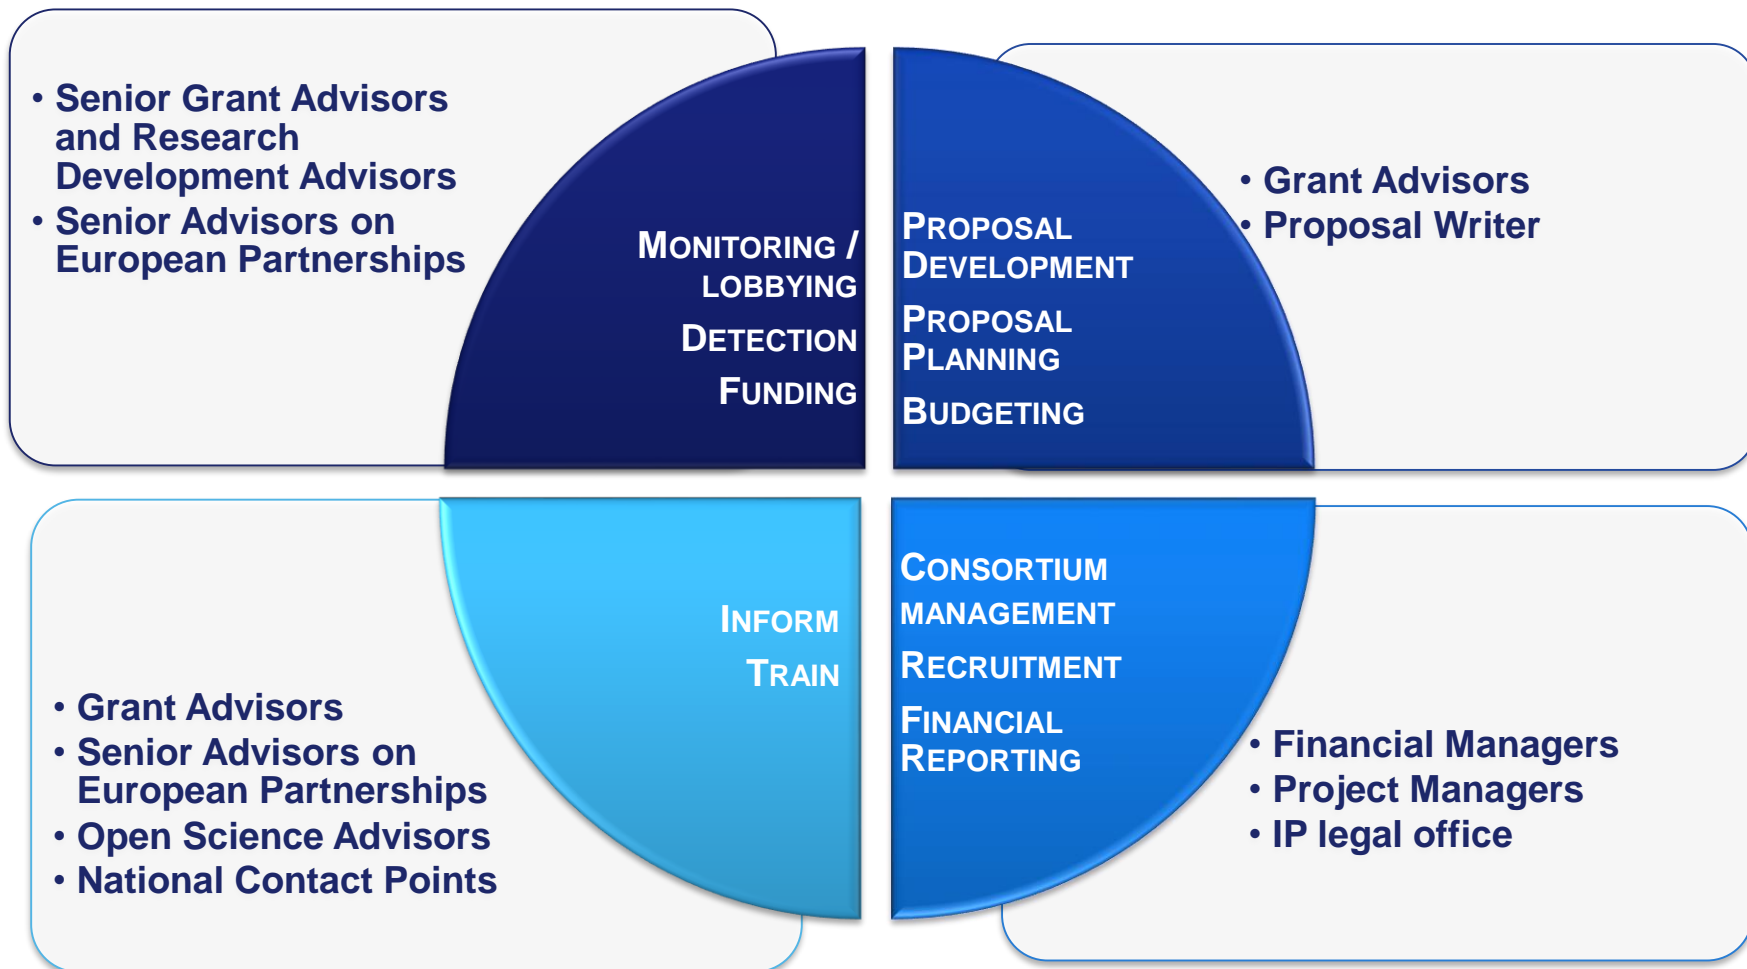 • Senior Grant Advisors
and Research
Development Advisors
• Senior Advisors on
European Partnerships
MONITORING /
LOBBYING
DETECTION
FUNDING
PROPOSAL
DEVELOPMENT
PROPOSAL
PLANNING
BUDGETING
• Grant Advisors
• Proposal Writer
INFORM
TRAIN
• Grant Advisors
• Senior Advisors on
European Partnerships
• Open Science Advisors
• National Contact Points
CONSORTIUM
MANAGEMENT
RECRUITMENT
FINANCIAL
REPORTING
• Financial Managers
• Project Managers
• IP legal office